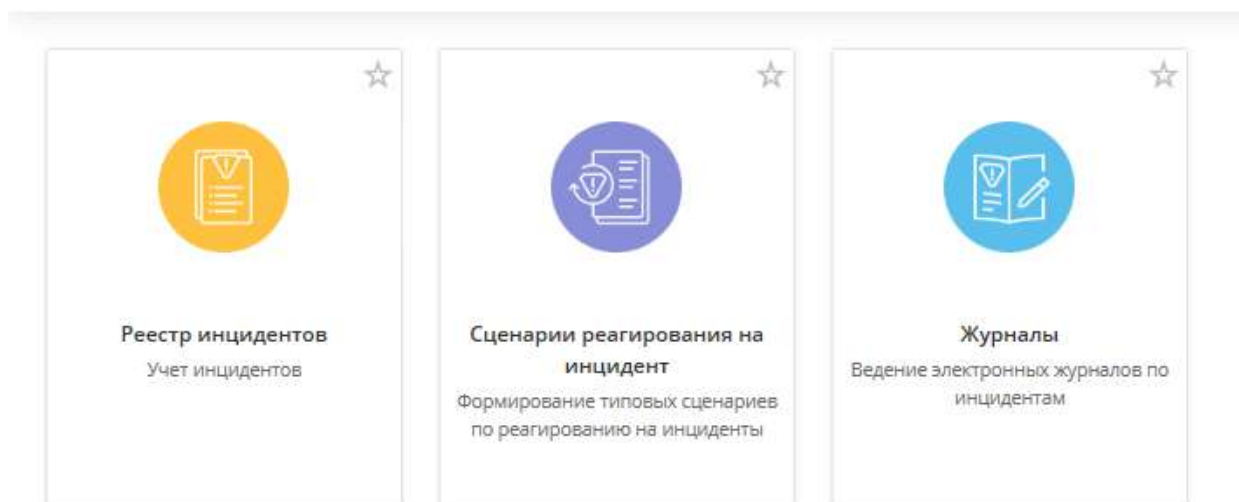 Реестр инцидентов
Учет инцидентов
Сценарии реагирования на
инцидент
Формирование типовых сценариев
по реагированию на инциденты
Журналы
Ведение электронных журналов по
инцидентам